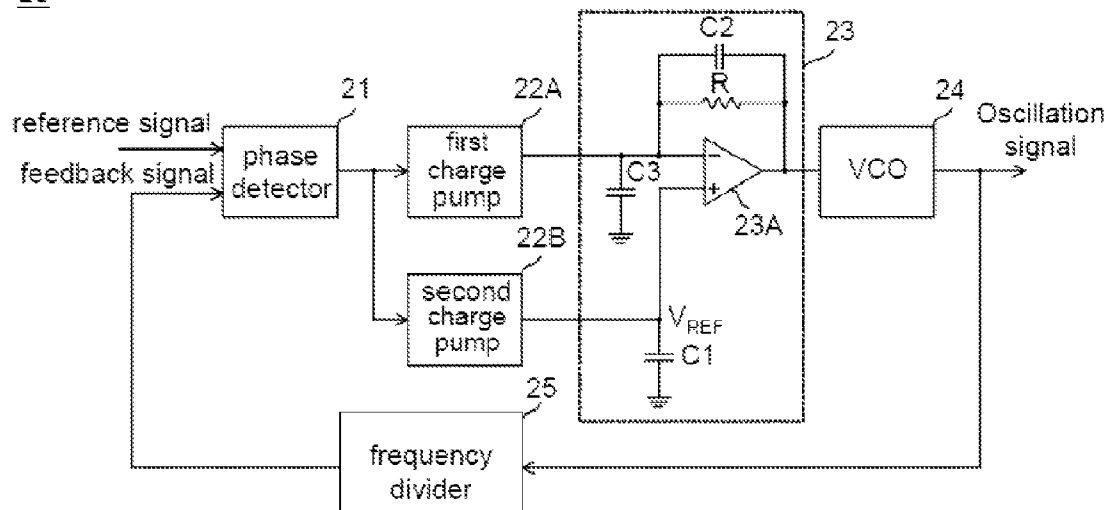 C2
23
21
22A
R
24
reference signal
feedback signal
phase
detector
first
charge
pump
C3
−
+
23A
VCO
Oscillation
signal
22B
second
charge
pump
VREF
C1
25
frequency
divider